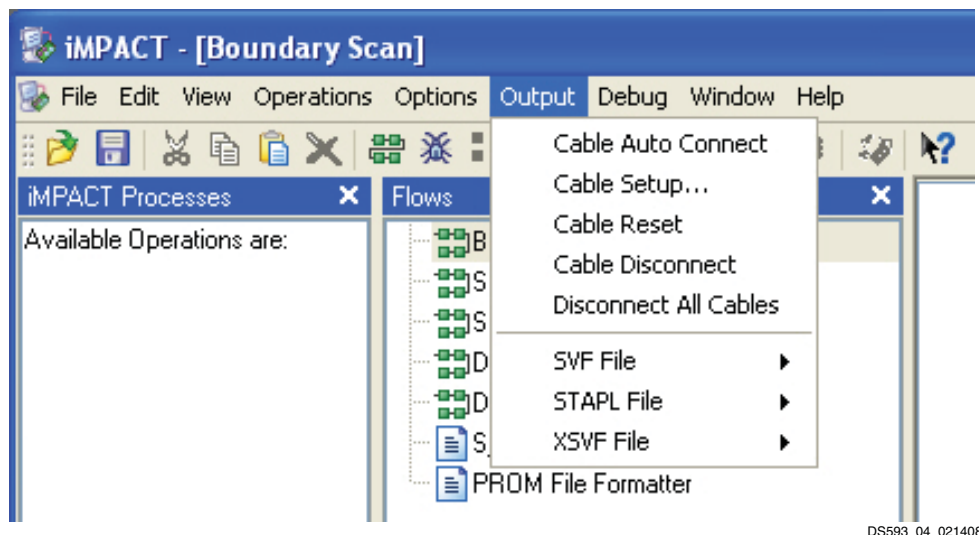 iMPACT - [Boundary Scan]
File Edit View Operations Options Output Debug Window Help
iMPACT Processes
Flows
Available Operations are:
B
S
S
D
D
S_
PROM File Formatter
Cable Auto Connect
Cable Setup...
Cable Reset
Cable Disconnect
Disconnect All Cables
SVF File
STAPL File
XSVF File
DS593_04_021408